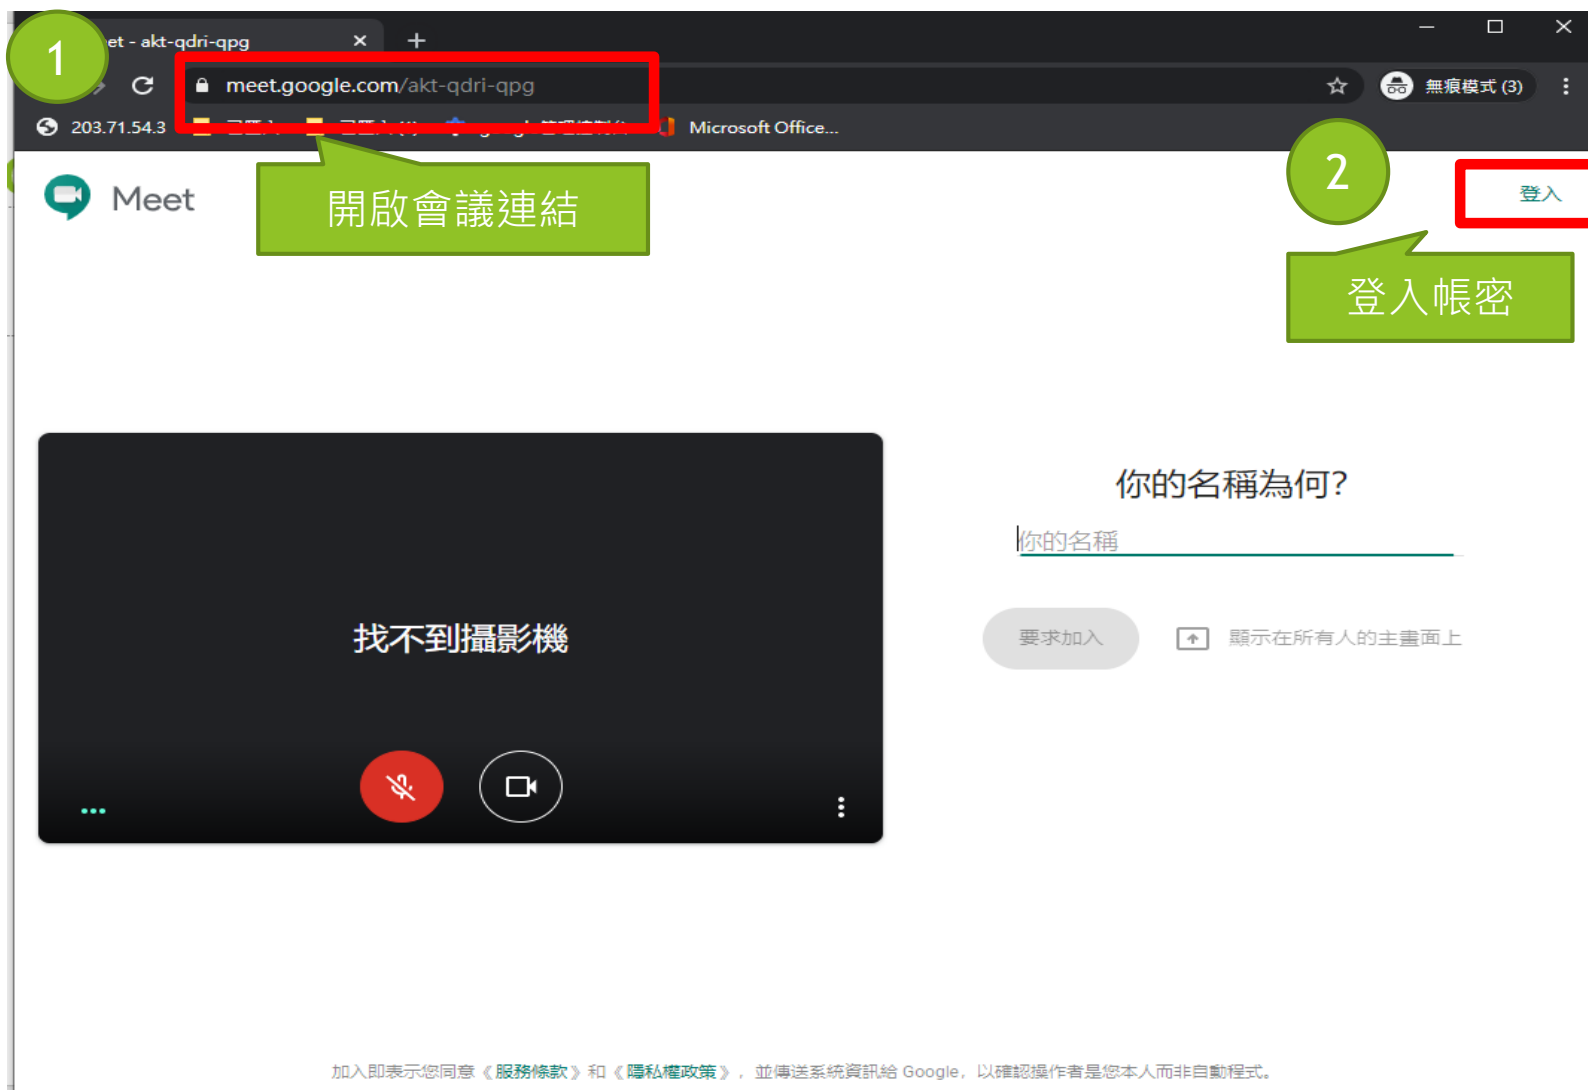 1
et - akt-qdri-qpg
meet.google.com/akt-qdri-qpg
無痕模式 (3)
203.71.54.3
Microsoft Office...
Meet
開啟會議連結
2
登入
登入帳密
你的名稱為何?
你的名稱
找不到攝影機
要求加入
顯示在所有人的主畫面上
加入即表示您同意《服務條款》和《隱私權政策》，並傳送系統資訊給 Google，以確認操作者是您本人而非自動程式。